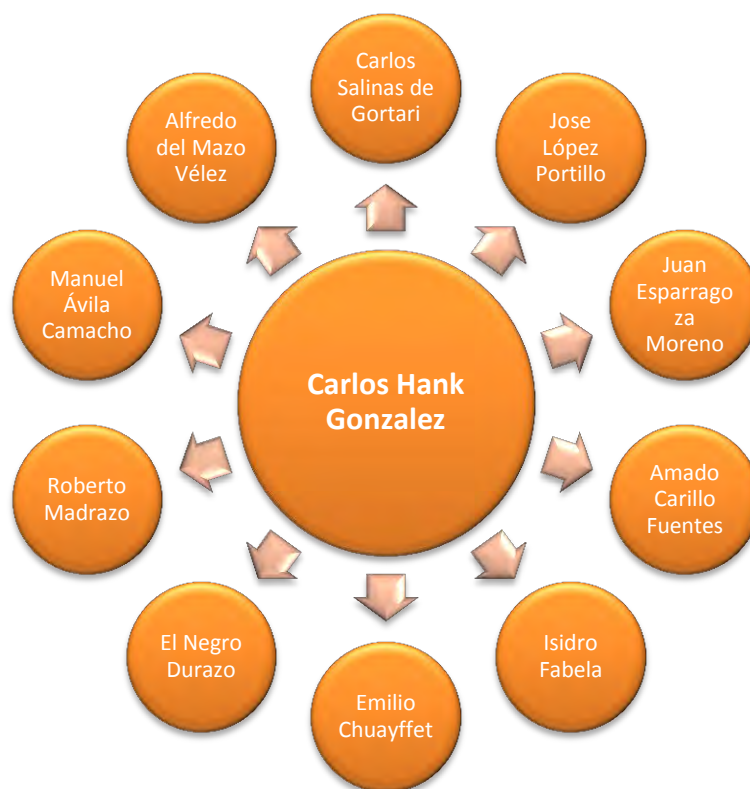 Carlos
Salinas de
Gortari
Jose
López
Portillo
Juan
Esparrago
za
Moreno
Amado
Carillo
Fuentes
Isidro
Fabela
Emilio
Chuayffet
El Negro
Durazo
Roberto
Madrazo
Manuel
Ávila
Camacho
Alfredo
del Mazo
Vélez
Carlos Hank
Gonzalez